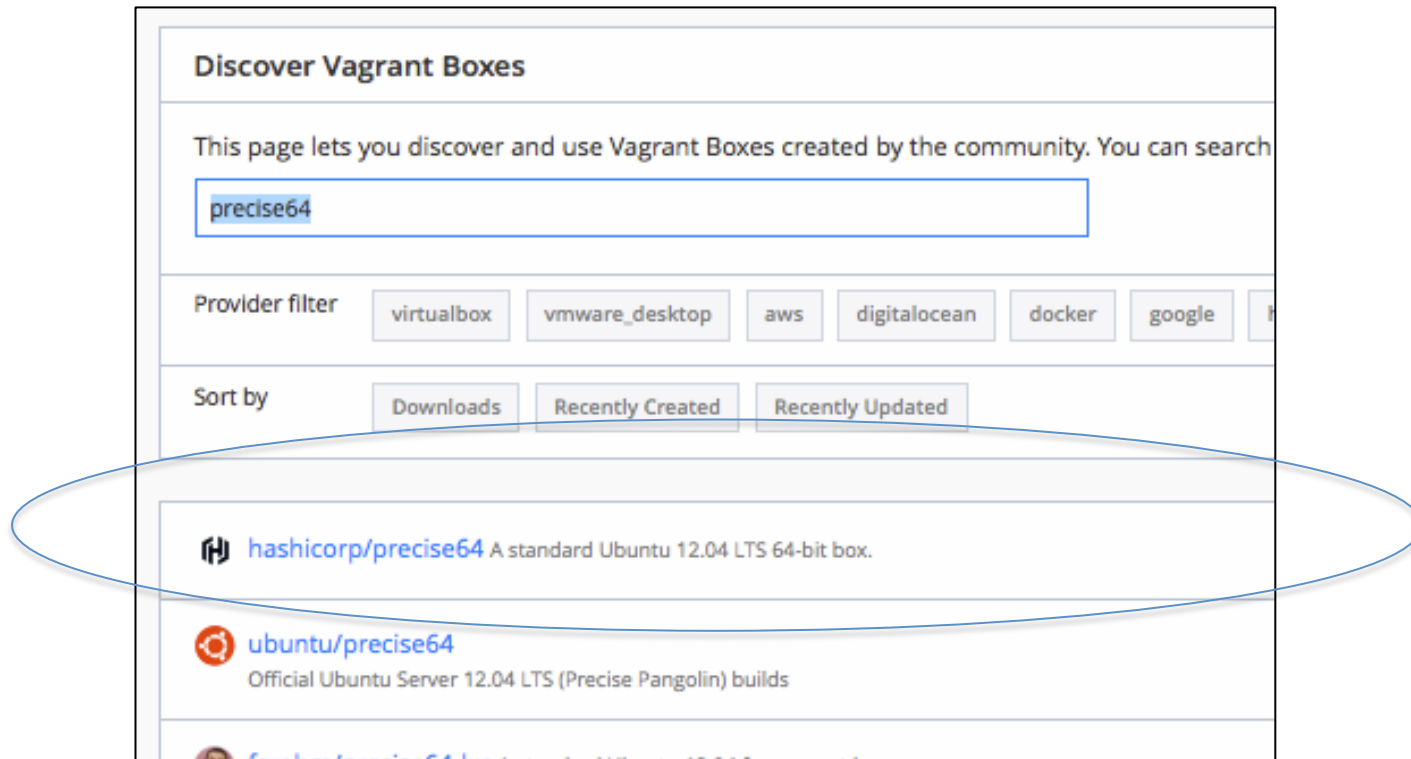 Discover Vagrant Boxes
This page lets you discover and use Vagrant Boxes created by the community. You can search
precise64
Provider filter virtualbox vmware_desktop aws digitalocean docker google
Sort by Downloads Recently Created Recently Updated
hashicorp/precise64 A standard Ubuntu 12.04 LTS 64-bit box.
ubuntu/precise64
Official Ubuntu Server 12.04 LTS (Precise Pangolin) builds